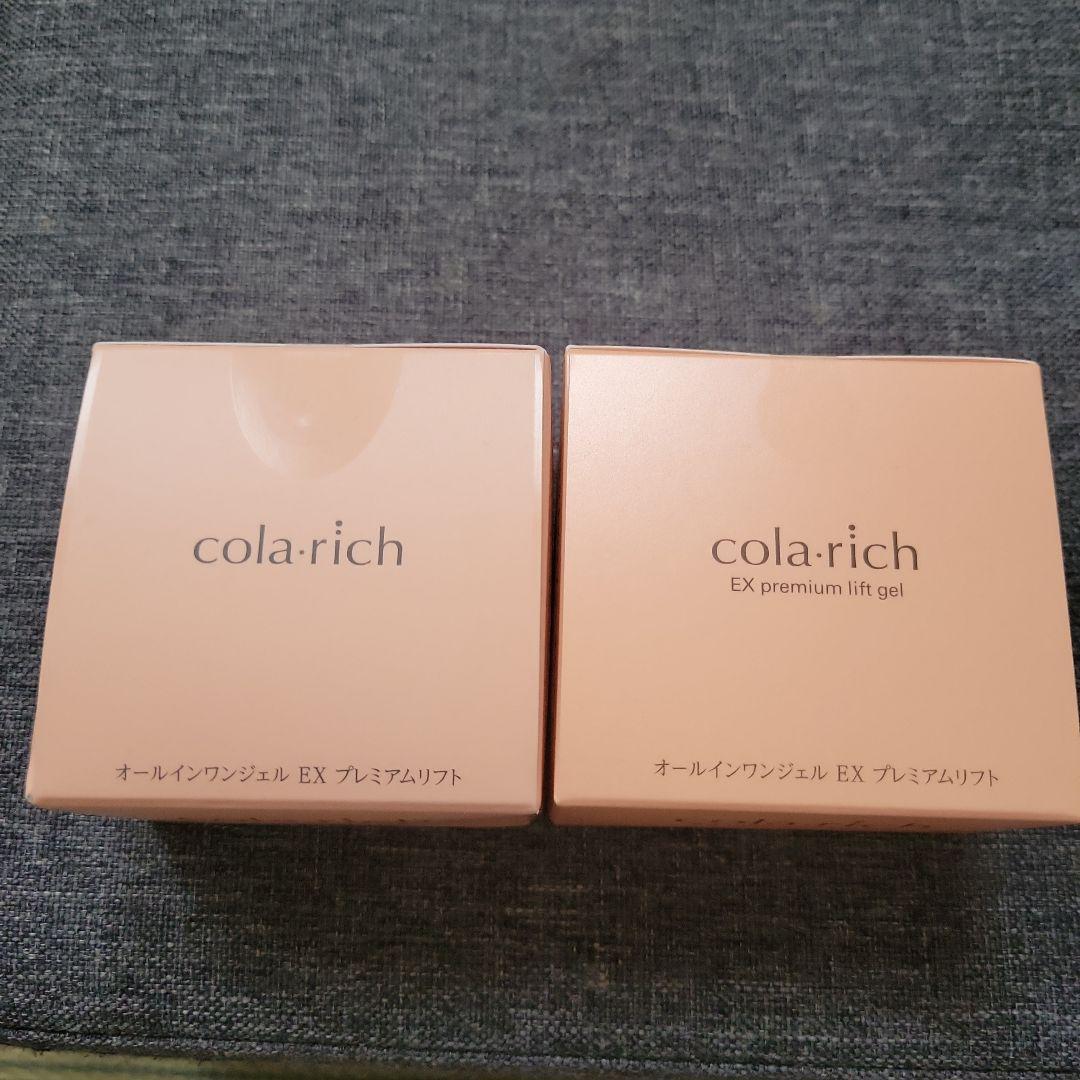 cola·rich
オールインワンジェル EX プレミアムリフト
cola·rich
EX premium lift gel
オールインワンジェル EX プレミアムリフト